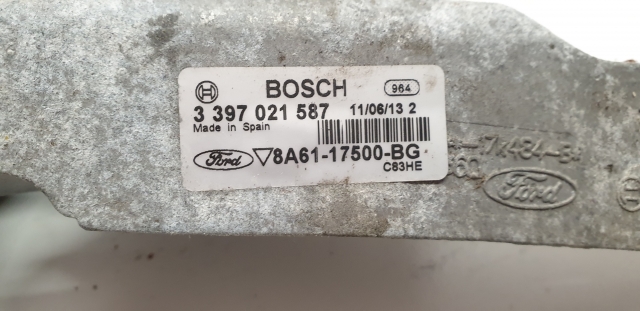 BOSCH 964
3 397 021 587 11/06/13 2
Made in Spain
Ford 8A61-17500-BG
C83HE
Ford